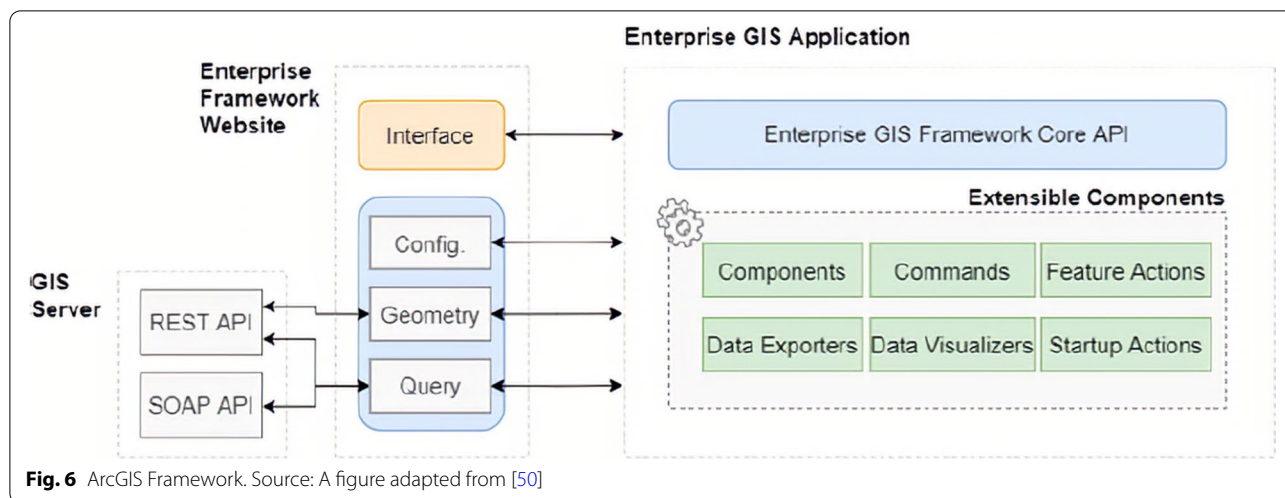 Enterprise GIS Application
Enterprise
Framework
Website
Interface
Enterprise GIS Framework Core API
Extensible Components
Config.
Components
Commands
Feature Actions
GIS
Server
REST API
Geometry
Data Exporters
Data Visualizers
Startup Actions
SOAP API
Query
Fig. 6 ArcGIS Framework. Source: A figure adapted from [50]